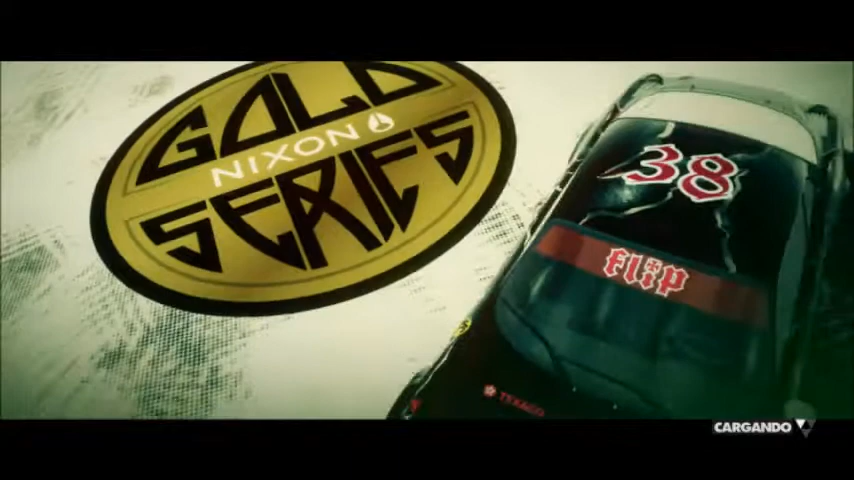 GOLD
NIXON
SERIES
38
flip
TEXACO
CARGANDO